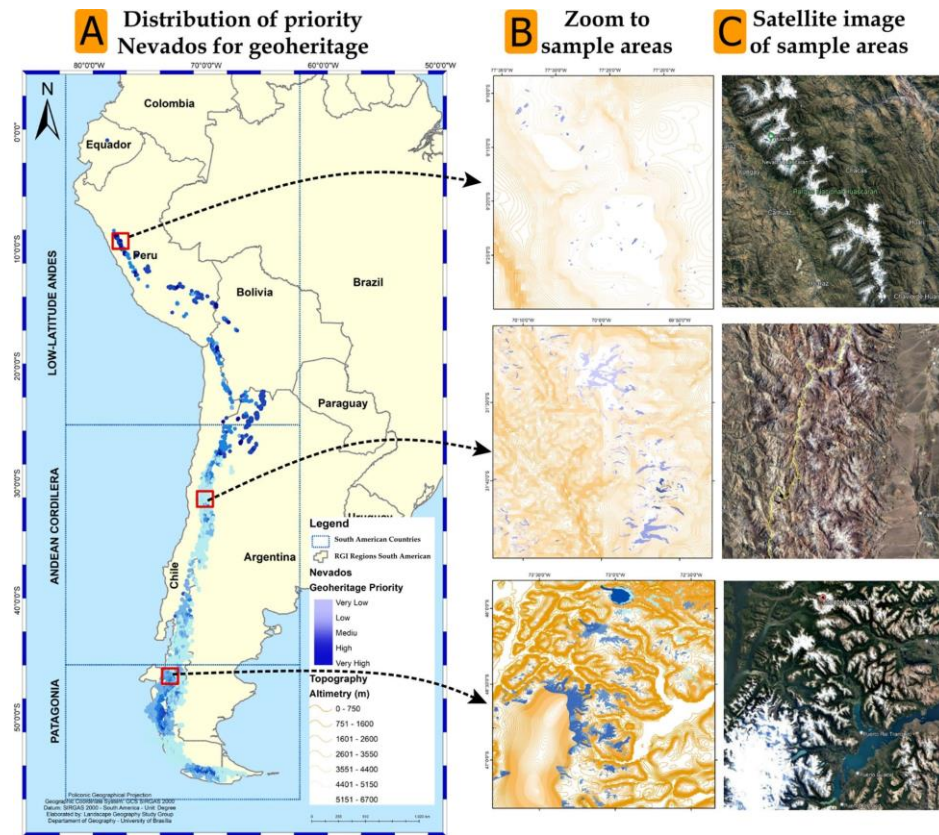 A
Distribution of priority
Nevados for geoheritage
B
Zoom to
sample areas
C
Satellite image
of sample areas
80°0'0"W
70°0'0"W
60°0'0"W
50°0'0"W
N
Colombia
Equador
Peru
Brazil
Bolivia
Paraguay
Uruguay
Argentina
Chile
LOW-LATITUDE ANDES
ANDEAN CORDILERA
PATAGONIA
0°0'0"
10°0'0"S
20°0'0"S
30°0'0"S
40°0'0"S
50°0'0"S
Legend
South American Countries
RGI Regions South American
Nevados
Geoheritage Priority
Very Low
Low
Mediu
High
Very High
Topography
Altimetry (m)
0 - 750
751 - 1600
1601 - 2600
2601 - 3550
3551 - 4400
4401 - 5150
5151 - 6700
Policonic Geographical Projection
Geographic Coordinate System: GCS SIRGAS 2000
Datum: SIRGAS 2000 - South America - Unit: Degree
Elaborated by: Landscape Geography Study Group
Departament of Geography - University of Brasilia
Chacas